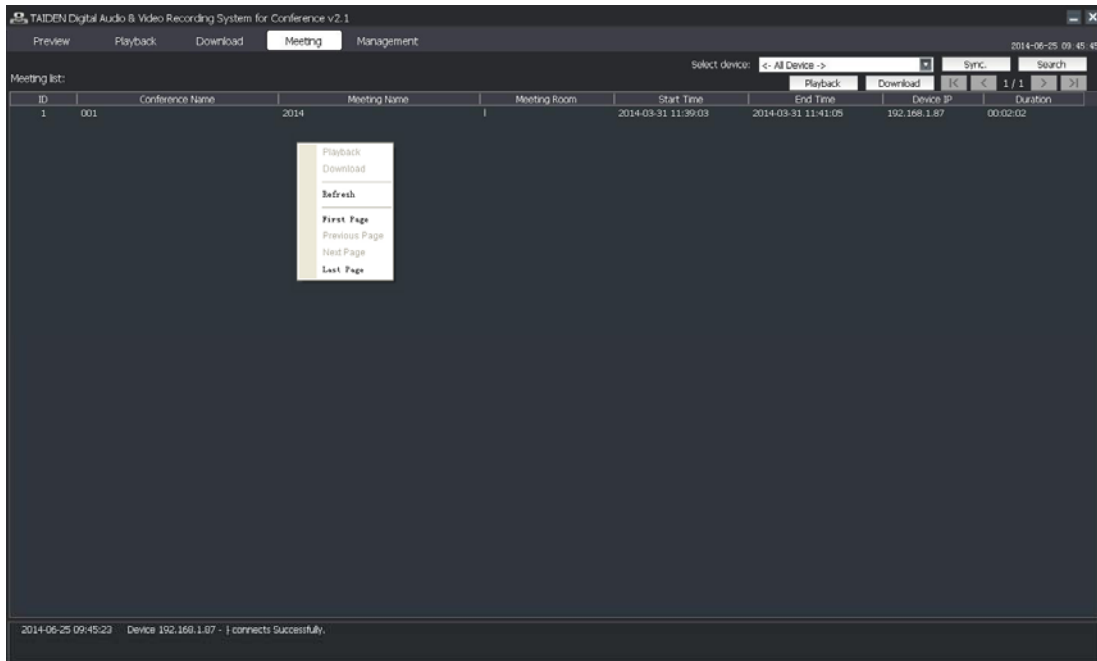 TAIDEN Digital Audio & Video Recording System for Conference v2.1
Preview Playback Download Meeting Management
2014-06-25 09:45:45
Select device: <- All Device -> Sync. Search
Meeting list:
Playback Download |< < 1 / 1 > >|
ID Conference Name Meeting Name Meeting Room Start Time End Time Device IP Duration
1 001 2014 2014-03-31 11:39:03 2014-03-31 11:41:05 192.168.1.87 00:02:02
Playback
Download
Refresh
First Page
Previous Page
Next Page
Last Page
2014-06-25 09:45:23 Device 192.168.1.87 - connects Successfully.